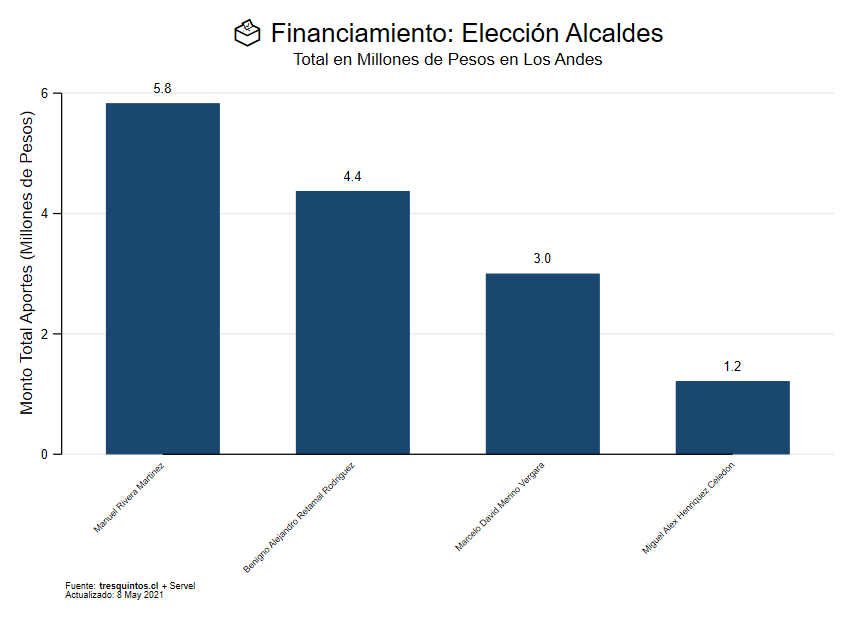 Financiamiento: Elección Alcaldes
Total en Millones de Pesos en Los Andes
Monto Total Aportes (Millones de Pesos)
6
4
2
0
5.8
4.4
3.0
1.2
Manuel Rivera Martinez
Benigno Alejandro Retamal Rodriguez
Marcelo David Merino Vergara
Miguel Alex Henriquez Celedon
Fuente: tresquintos.cl + Servel
Actualizado: 8 May 2021